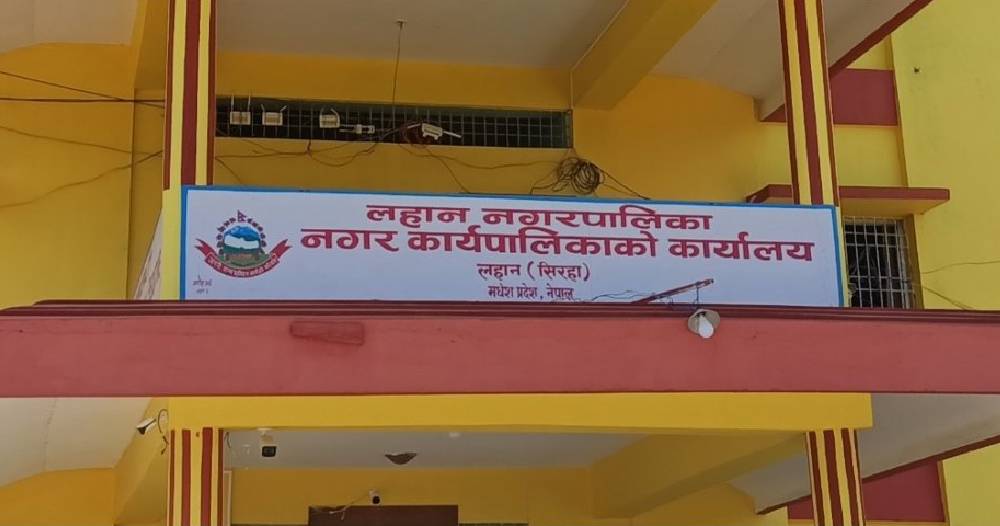 लहान नगरपालिका
नगर कार्यपालिकाको कार्यालय
लहान (सिरहा)
मधेश प्रदेश, नेपाल